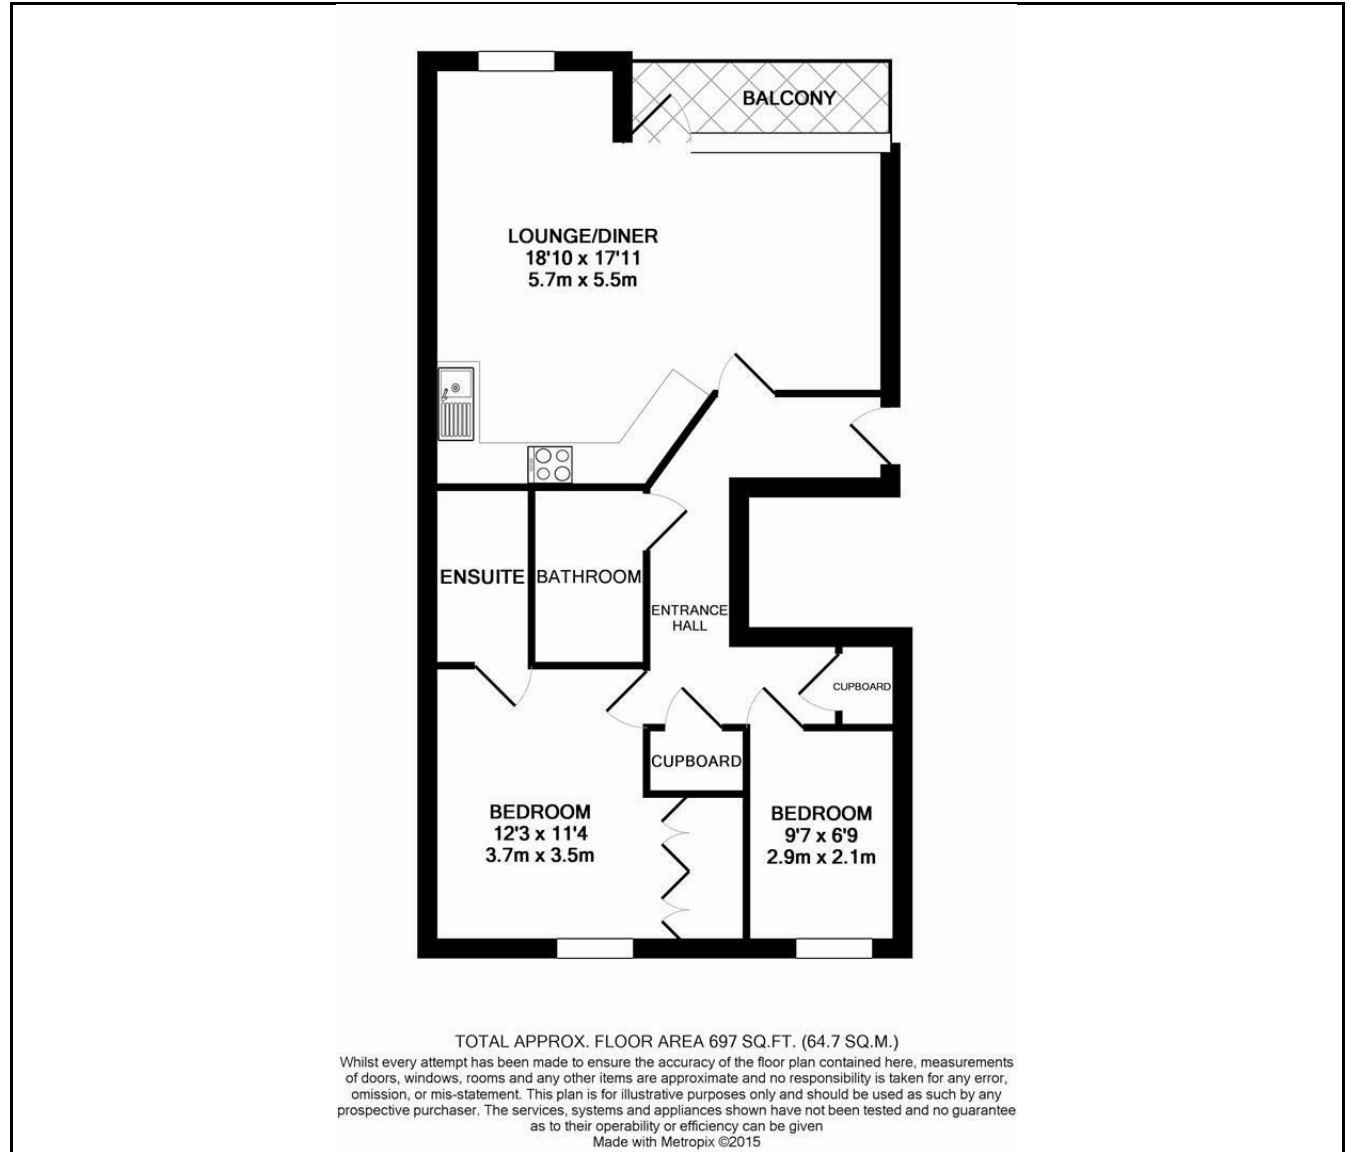 BALCONY
LOUNGE/DINER
18'10 x 17'11
5.7m x 5.5m
ENSUITE
BATHROOM
ENTRANCE
HALL
CUPBOARD
CUPBOARD
BEDROOM
12'3 x 11'4
3.7m x 3.5m
BEDROOM
9'7 x 6'9
2.9m x 2.1m
TOTAL APPROX. FLOOR AREA 697 SQ.FT. (64.7 SQ.M.)
Whilst every attempt has been made to ensure the accuracy of the floor plan contained here, measurements
of doors, windows, rooms and any other items are approximate and no responsibility is taken for any error,
omission, or mis-statement. This plan is for illustrative purposes only and should be used as such by any
prospective purchaser. The services, systems and appliances shown have not been tested and no guarantee
as to their operability or efficiency can be given
Made with Metropix ©2015